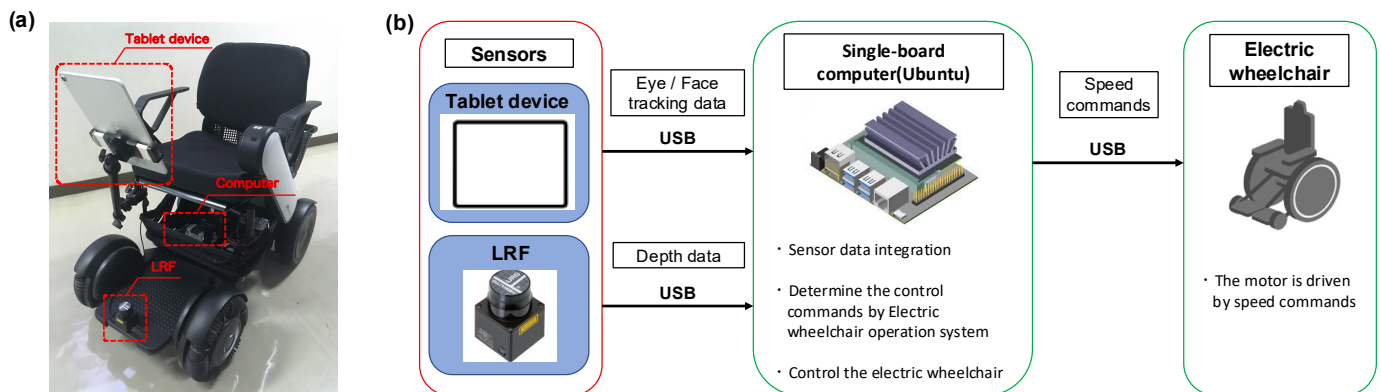 (a)
Tablet device
Computer
LRF
(b)
Sensors
Tablet device
LRF
Eye / Face
tracking data
USB
Depth data
USB
Single-board
computer(Ubuntu)
・Sensor data integration
・Determine the control
commands by Electric
wheelchair operation system
・Control the electric wheelchair
Speed
commands
USB
Electric
wheelchair
・The motor is driven
by speed commands